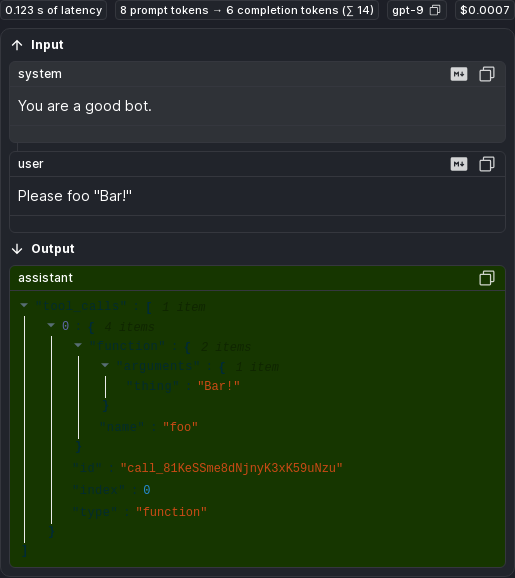 0.123 s of latency 8 prompt tokens → 6 completion tokens (∑ 14) gpt-9 $0.0007
Input
system
You are a good bot.
user
Please foo "Bar!"
Output
assistant
"tool_calls" : [ 1 item
0 : { 4 items
"function" : { 2 items
"arguments" : { 1 item
"thing" : "Bar!"
}
"name" : "foo"
}
"id" : "call_81KeSSme8dNjnyK3xK59uNzu"
"index" : 0
"type" : "function"
}
]